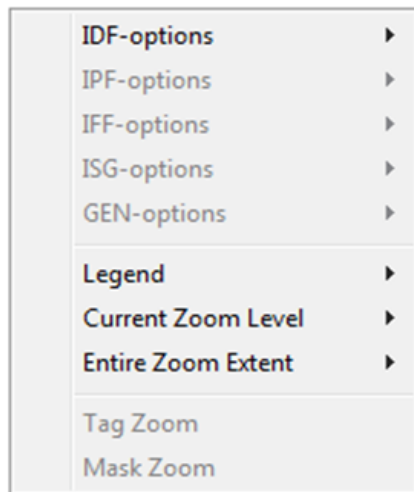 IDF-options
IPF-options
IFF-options
ISG-options
GEN-options
Legend
Current Zoom Level
Entire Zoom Extent
Tag Zoom
Mask Zoom